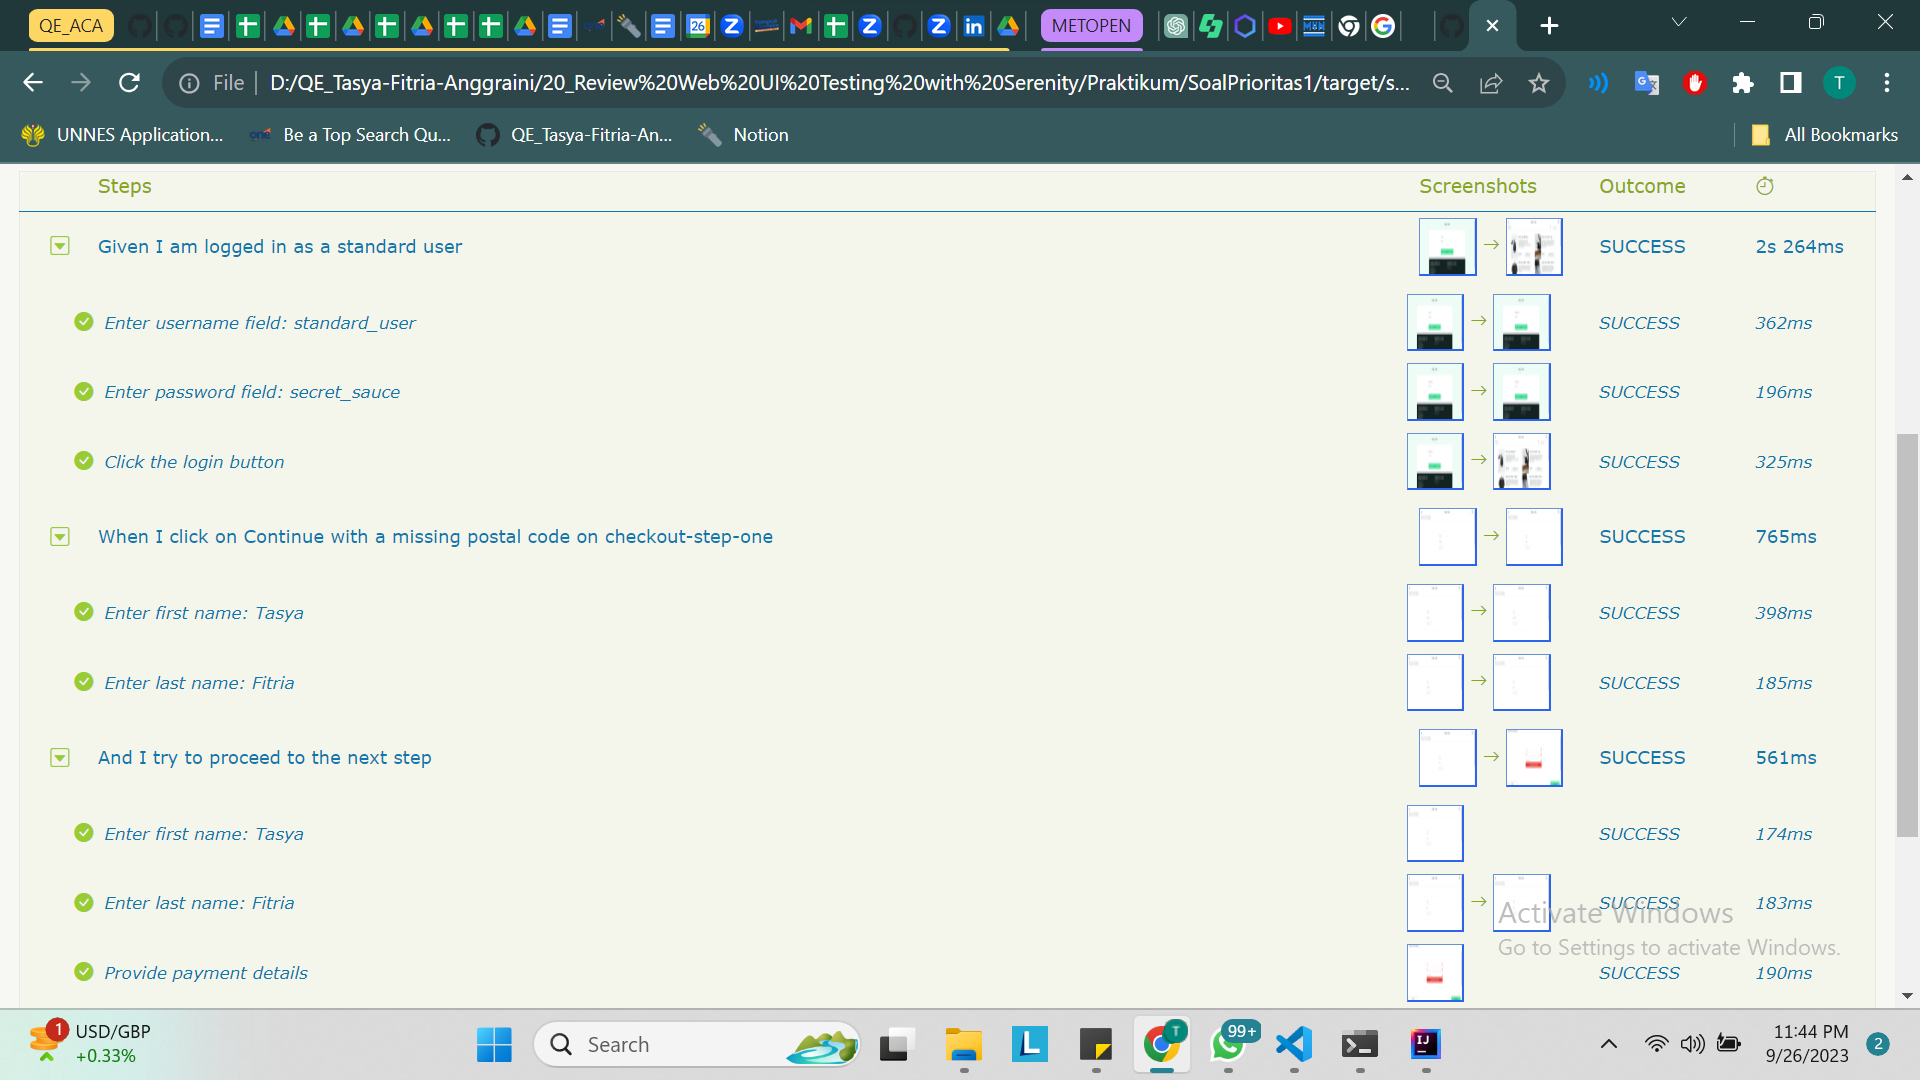 QE_ACA
METOPEN
File
D:/QE_Tasya-Fitria-Anggraini/20_Review%20Web%20UI%20Testing%20with%20Serenity/Praktikum/SoalPrioritas1/target/s...
T
UNNES Application...
one
Be a Top Search Qu...
QE_Tasya-Fitria-An...
Notion
All Bookmarks
Steps Screenshots Outcome
Given I am logged in as a standard user SUCCESS 2s 264ms
Enter username field: standard_user SUCCESS 362ms
Enter password field: secret_sauce SUCCESS 196ms
Click the login button SUCCESS 325ms
When I click on Continue with a missing postal code on checkout-step-one SUCCESS 765ms
Enter first name: Tasya SUCCESS 398ms
Enter last name: Fitria SUCCESS 185ms
And I try to proceed to the next step SUCCESS 561ms
Enter first name: Tasya SUCCESS 174ms
Enter last name: Fitria SUCCESS 183ms
Activate Windows
Go to Settings to activate Windows.
Provide payment details SUCCESS 190ms
1
USD/GBP
+0.33%
Search
L
T
99+
IJ
11:44 PM
9/26/2023
2